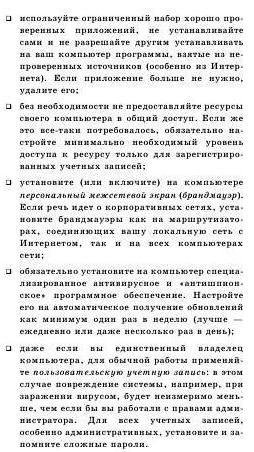 ❑ используйте ограниченный набор хорошо про-
веренных приложений, не устанавливайте
сами и не разрешайте другим устанавливать
на ваш компьютер программы, взятые из не-
проверенных источников (особенно из Интер-
нета). Если приложение больше не нужно,
удалите его;
❑ без необходимости не предоставляйте ресурсы
своего компьютера в общий доступ. Если же
это все-таки потребовалось, обязательно на-
стройте минимально необходимый уровень
доступа к ресурсу только для зарегистриро-
ванных учетных записей;
❑ установите (или включите) на компьютере
персональный межсетевой экран (брандмауэр).
Если речь идет о корпоративных сетях, уста-
новите брандмауэры как на маршрутизато-
рах, соединяющих вашу локальную сеть с
Интернетом, так и на всех компьютерах
сети;
❑ обязательно установите на компьютер специа-
лизированное антивирусное и «антишпион-
ское» программное обеспечение. Настройте
его на автоматическое получение обновлений
как минимум один раз в неделю (лучше —
ежедневно или даже несколько раз в день);
❑ даже если вы единственный владелец
компьютера, для обычной работы применяй-
те пользовательскую учетную запись: в этом
случае повреждение системы, например, при
заражении вирусом, будет неизмеримо мень-
ше, чем если бы вы работали с правами адми-
нистратора. Для всех учетных записей,
особенно административных, установите и за-
помните сложные пароли.